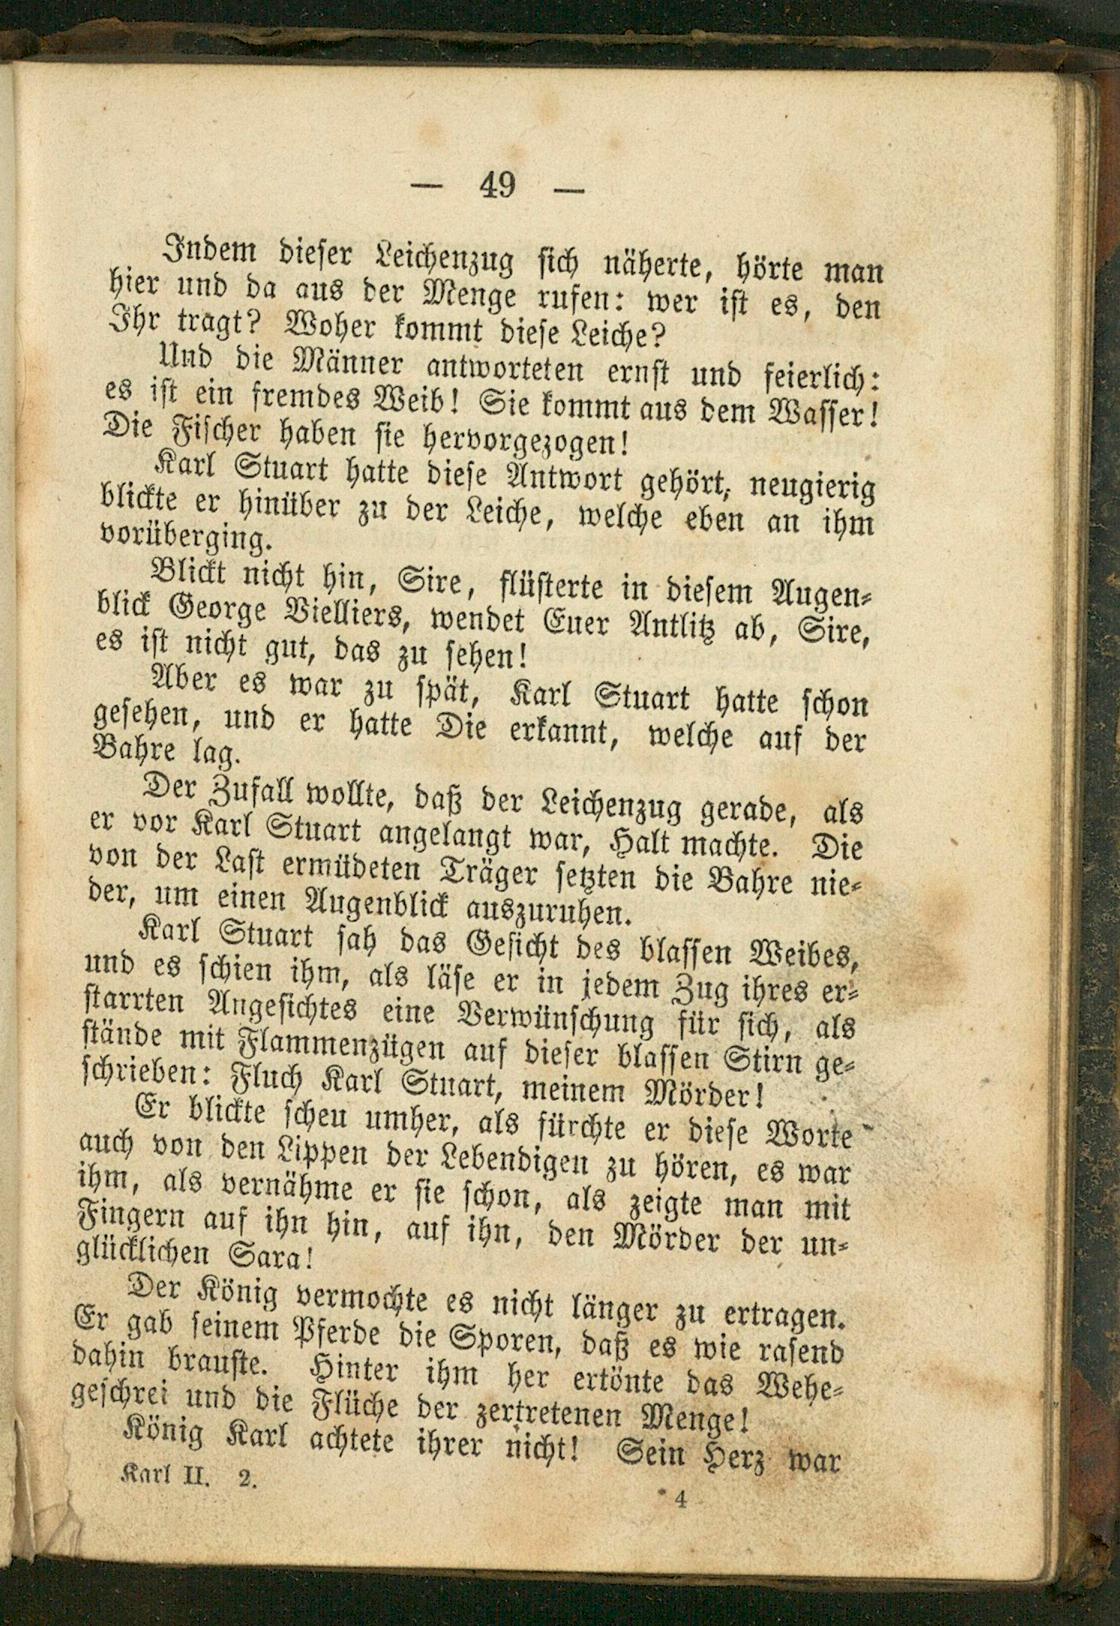 — 49 —
Indem dieser Leichenzug sich näherte, hörte man
hier und da aus der Menge rufen: wer ist es, den
Ihr tragt? Woher kommt diese Leiche?
Und die Männer antworteten ernst und feierlich:
es ist ein fremdes Weib! Sie kommt aus dem Wasser!
Die Fischer haben sie hervorgezogen!
Karl Stuart hatte diese Antwort gehört, neugierig
blickte er hinüber zu der Leiche, welche eben an ihm
vorüberging.
Blickt nicht hin, Sire, flüsterte in diesem Augen-
blick George Vielliers, wendet Euer Antlitz ab, Sire,
es ist nicht gut, das zu sehen!
Aber es war zu spät, Karl Stuart hatte schon
gesehen, und er hatte Die erkannt, welche auf der
Bahre lag.
Der Zufall wollte, daß der Leichenzug gerade, als
er vor Karl Stuart angelangt war, Halt machte. Die
von der Last ermüdeten Träger setzten die Bahre nie-
der, um einen Augenblick auszuruhen.
Karl Stuart sah das Gesicht des blassen Weibes,
und es schien ihm, als läse er in jedem Zug ihres er-
starrten Angesichtes eine Verwünschung für sich, als
stände mit Flammenzügen auf dieser blassen Stirn ge-
schrieben: Fluch Karl Stuart, meinem Mörder!
Er blickte scheu umher, als fürchte er diese Worte
auch von den Lippen der Lebendigen zu hören, es war
ihm, als vernähme er sie schon, als zeigte man mit
Fingern auf ihn hin, auf ihn, den Mörder der un-
glücklichen Sara!
Der König vermochte es nicht länger zu ertragen.
Er gab seinem Pferde die Sporen, daß es wie rasend
dahin brauste. Hinter ihm her ertönte das Wehe-
geschrei und die Flüche der zertretenen Menge!
König Karl achtete ihrer nicht! Sein Herz war
Karl II. 2.
4